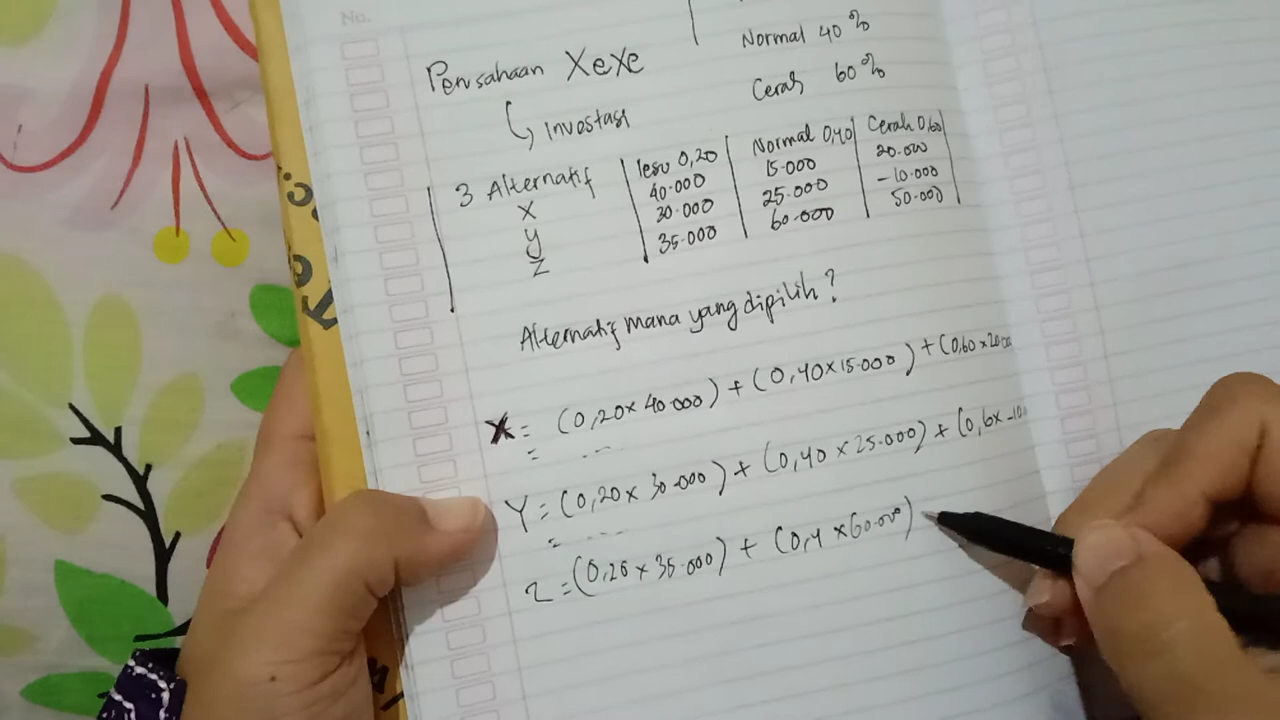 No.
Normal 40%
Perusahaan XeXe
Cerah 60%
Investasi
3 Alternatif lesu 0,20 Normal 0,40 Cerah 0,60
X 40.000 15.000 20.000
y 30.000 25.000 -10.000
Z 35.000 60.000 50.000
Alternatif mana yang dipilih?
X = (0,20 x 40.000) + (0,40 x 15.000) + (0,60 x 20.00
= ....
Y = (0,20 x 30.000) + (0,40 x 25.000) + (0,6 x -10.
= ....
Z = (0,20 x 35.000) + (0,4 x 60.000)